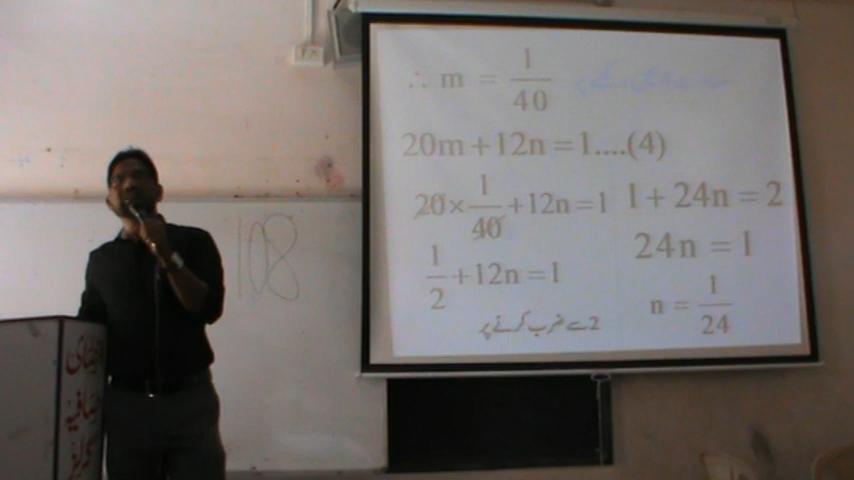 ∴ m = 1/40
20m + 12n = 1....(4)
20 × 1/40 + 12n = 1
1/2 + 12n = 1
2 سے ضرب کرنے پر
1 + 24n = 2
24n = 1
n = 1/24
108